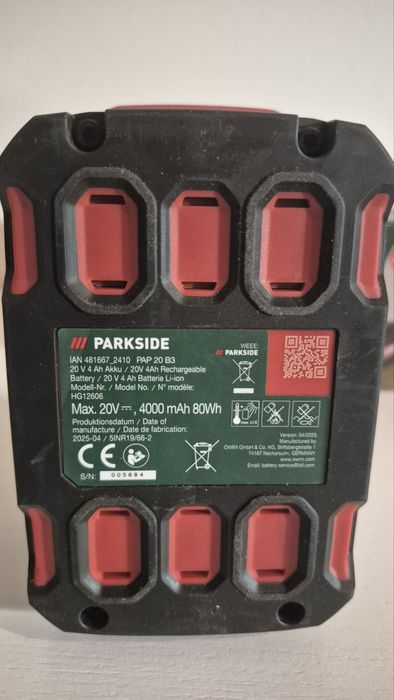 /// PARKSIDE
IAN 481667_2410 PAP 20 B3
20 V 4 Ah Akku / 20V 4Ah Rechargeable
Battery / 20 V 4 Ah Batterie Li-ion
Modell-Nr. / Model No. / N° modèle:
HG12606
Max. 20V ⎓, 4000 mAh 80Wh
Produktionsdatum / Date of
manufacture / Date de fabrication:
2025-04 / 5INR19/66-2
CE
S/N: 005684
WEEE:
/// PARKSIDE
Version: 04/2025
Manufactured by
OWIM GmbH & Co. KG, Stiftsbergstraße 1
74167 Neckarsulm, GERMANY
www.owim.com
Email: battery-service@lidl.com